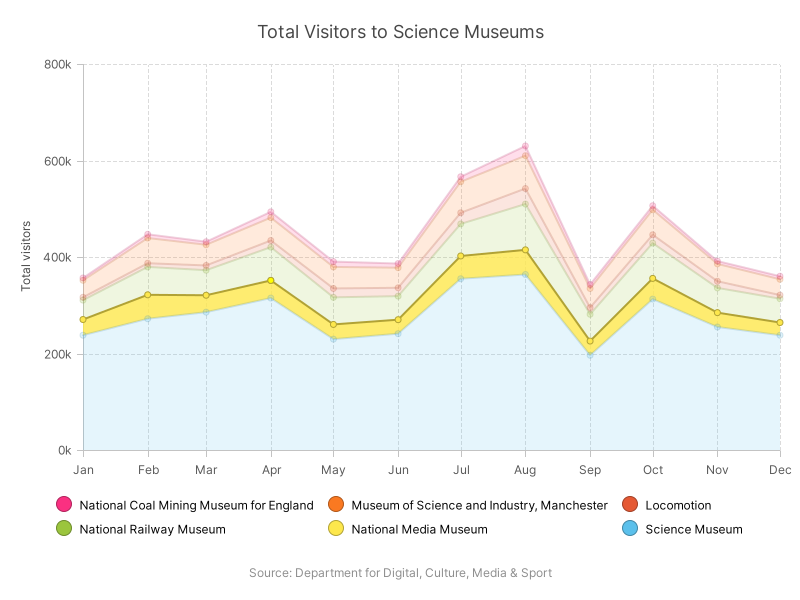 Total Visitors to Science Museums
800k
600k
400k
200k
0k
Total visitors
Jan Feb Mar Apr May Jun Jul Aug Sep Oct Nov Dec
National Coal Mining Museum for England Museum of Science and Industry, Manchester Locomotion
National Railway Museum National Media Museum Science Museum
Source: Department for Digital, Culture, Media & Sport